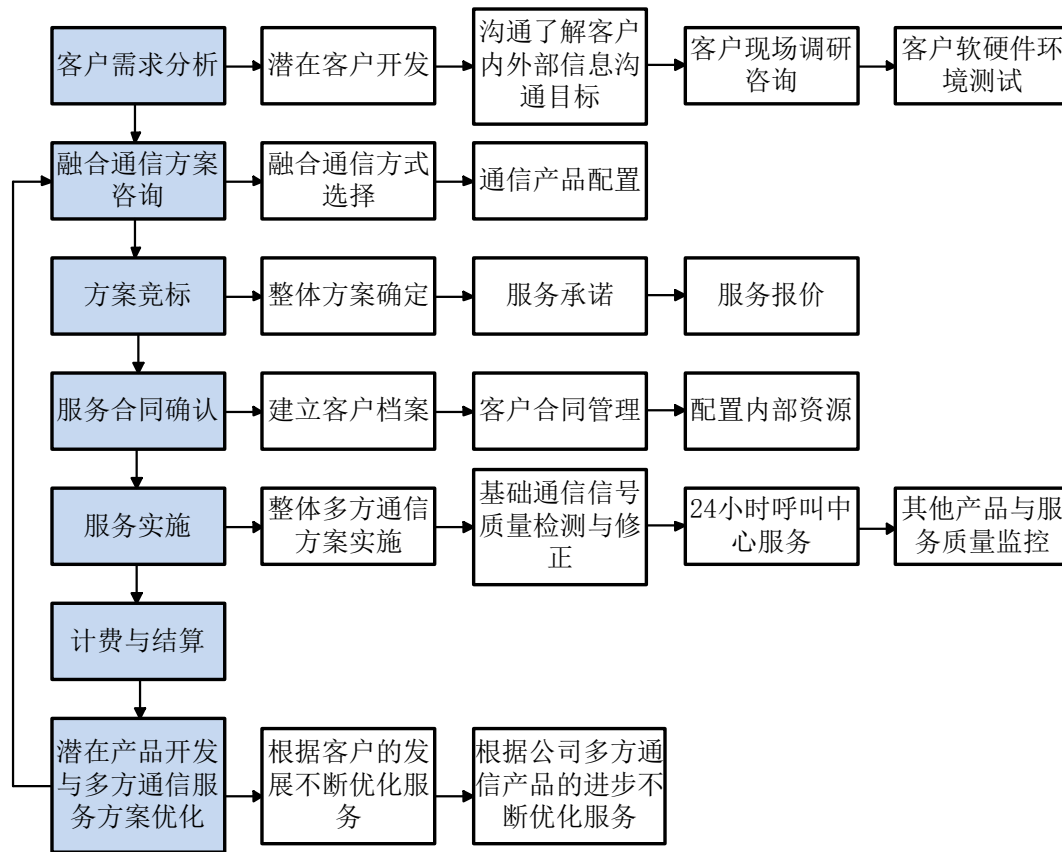 客户需求分析
潜在客户开发
沟通了解客户
内外部信息沟
通目标
客户现场调研
咨询
客户软硬件环
境测试
融合通信方案
咨询
融合通信方式
选择
通信产品配置
方案竞标
整体方案确定
服务承诺
服务报价
服务合同确认
建立客户档案
客户合同管理
配置内部资源
服务实施
整体多方通信
方案实施
基础通信信号
质量检测与修
正
24小时呼叫中
心服务
其他产品与服
务质量监控
计费与结算
潜在产品开发
与多方通信服
务方案优化
根据客户的发
展不断优化服
务
根据公司多方通
信产品的进步不
断优化服务